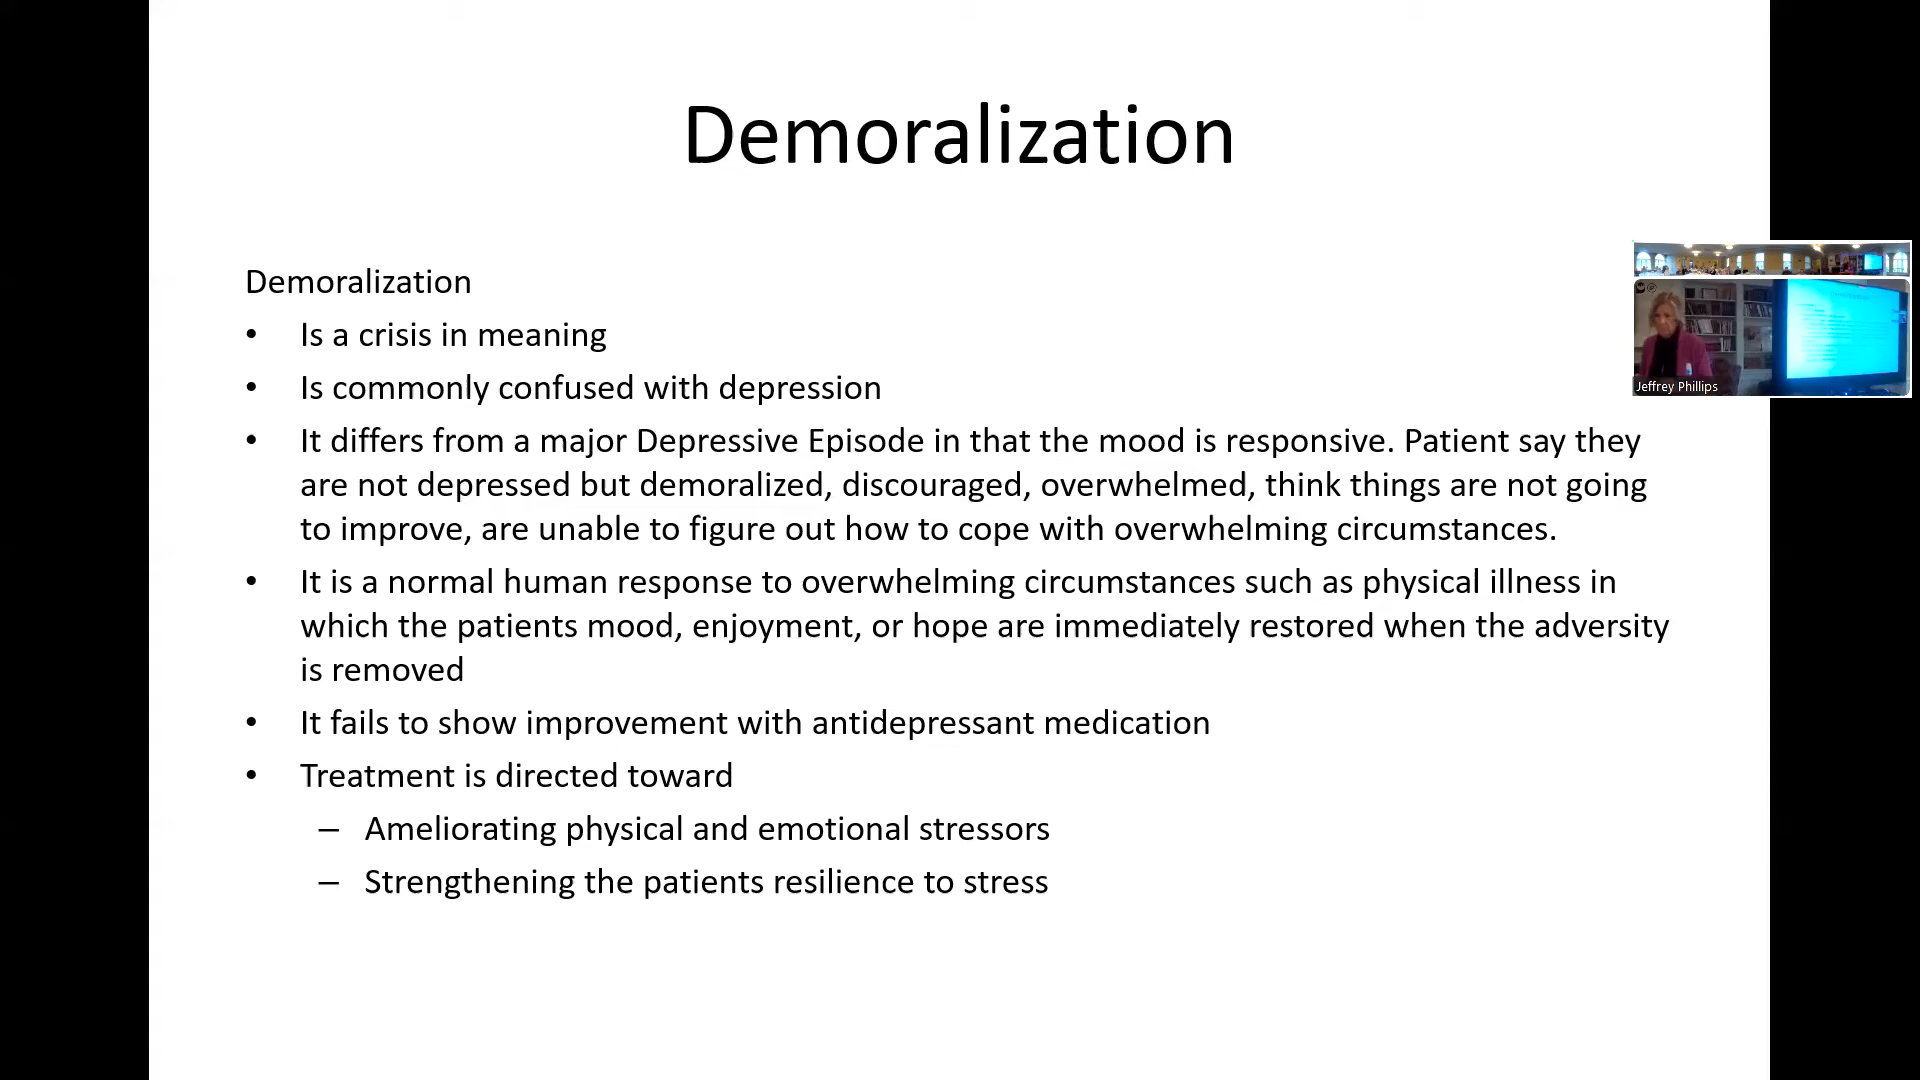 Demoralization
Demoralization
• Is a crisis in meaning
• Is commonly confused with depression
• It differs from a major Depressive Episode in that the mood is responsive. Patient say they
are not depressed but demoralized, discouraged, overwhelmed, think things are not going
to improve, are unable to figure out how to cope with overwhelming circumstances.
• It is a normal human response to overwhelming circumstances such as physical illness in
which the patients mood, enjoyment, or hope are immediately restored when the adversity
is removed
• It fails to show improvement with antidepressant medication
• Treatment is directed toward
– Ameliorating physical and emotional stressors
– Strengthening the patients resilience to stress
Jeffrey Phillips